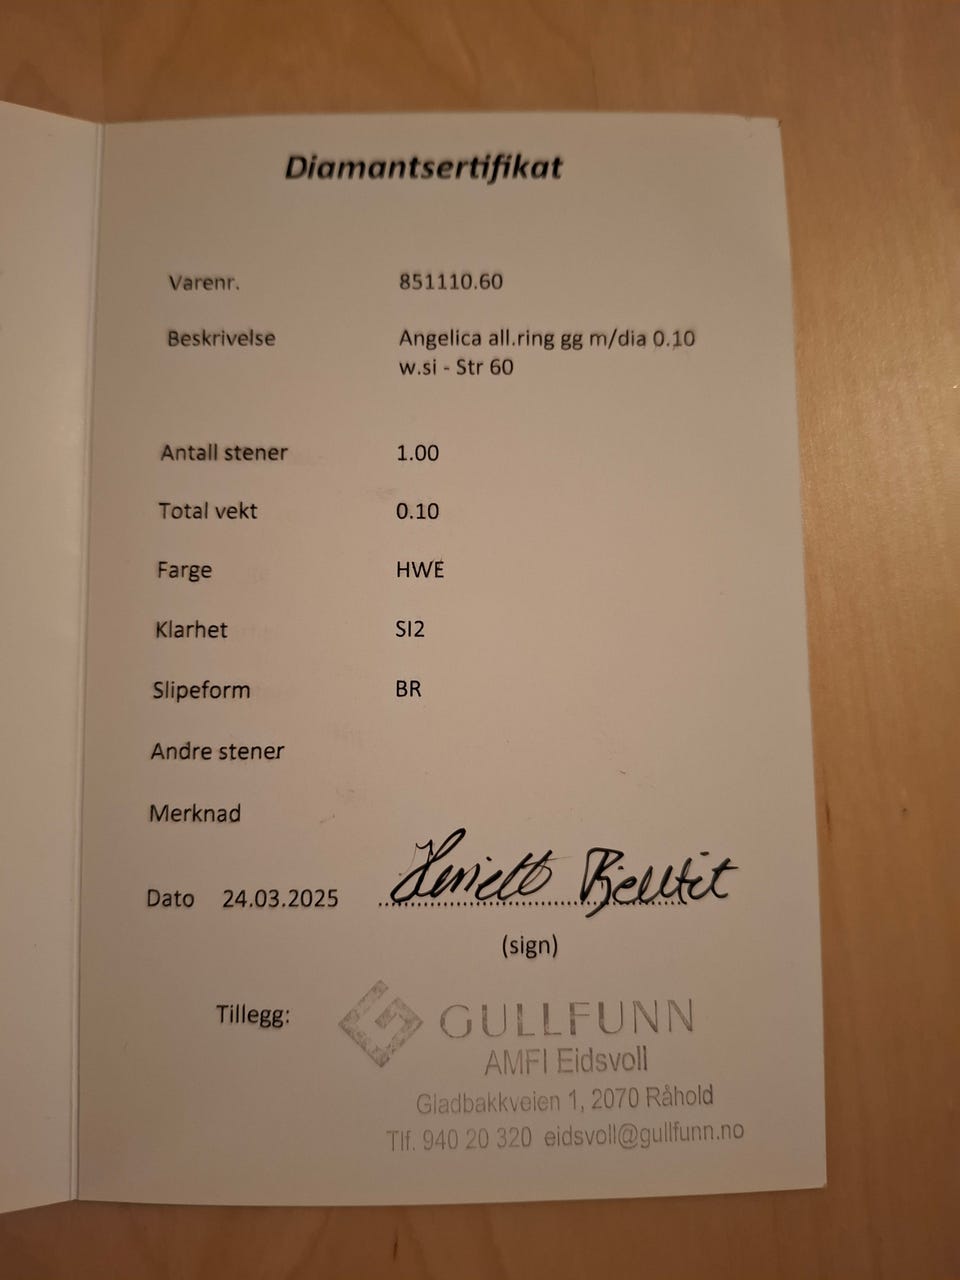 Diamantsertifikat
Varenr. 851110.60
Beskrivelse Angelica all.ring gg m/dia 0.10
w.si - Str 60
Antall stener 1.00
Total vekt 0.10
Farge HWE
Klarhet SI2
Slipeform BR
Andre stener
Merknad
Dato 24.03.2025
(sign)
Tillegg: GULLFUNN
AMFI Eidsvoll
Gladbakkveien 1, 2070 Råhold
Tlf. 940 20 320 eidsvoll@gullfunn.no